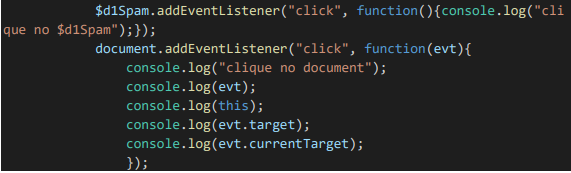 $d1Spam.addEventListener("click", function(){console.log("cli
que no $d1Spam");});
document.addEventListener("click", function(evt){
console.log("clique no document");
console.log(evt);
console.log(this);
console.log(evt.target);
console.log(evt.currentTarget);
});